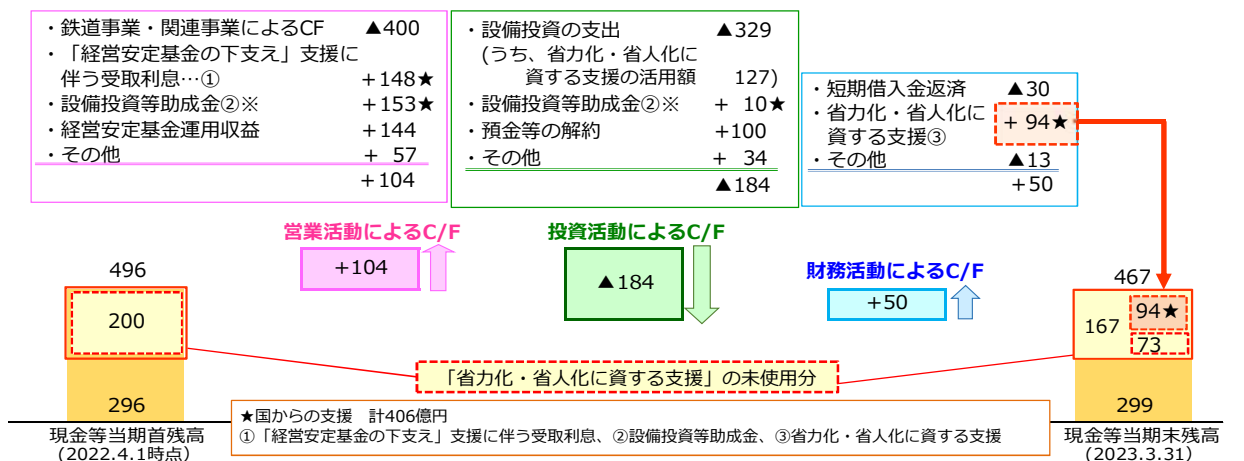 ・鉄道事業・関連事業によるCF ▲400
・「経営安定基金の下支え」支援に
伴う受取利息…① +148★
・設備投資等助成金②※ +153★
・経営安定基金運用収益 +144
・その他 + 57
+104
・設備投資の支出 ▲329
(うち、省力化・省人化に
資する支援の活用額 127)
・設備投資等助成金②※ + 10★
・預金等の解約 +100
・その他 + 34
▲184
・短期借入金返済 ▲30
・省力化・省人化に
資する支援③ + 94★
・その他 ▲13
+50
営業活動によるC/F
+104
投資活動によるC/F
▲184
財務活動によるC/F
+50
496
200
296
現金等当期首残高
(2022.4.1時点)
467
167
94★
73
299
現金等当期末残高
(2023.3.31)
「省力化・省人化に資する支援」の未使用分
★国からの支援 計406億円
①「経営安定基金の下支え」支援に伴う受取利息、②設備投資等助成金、③省力化・省人化に資する支援